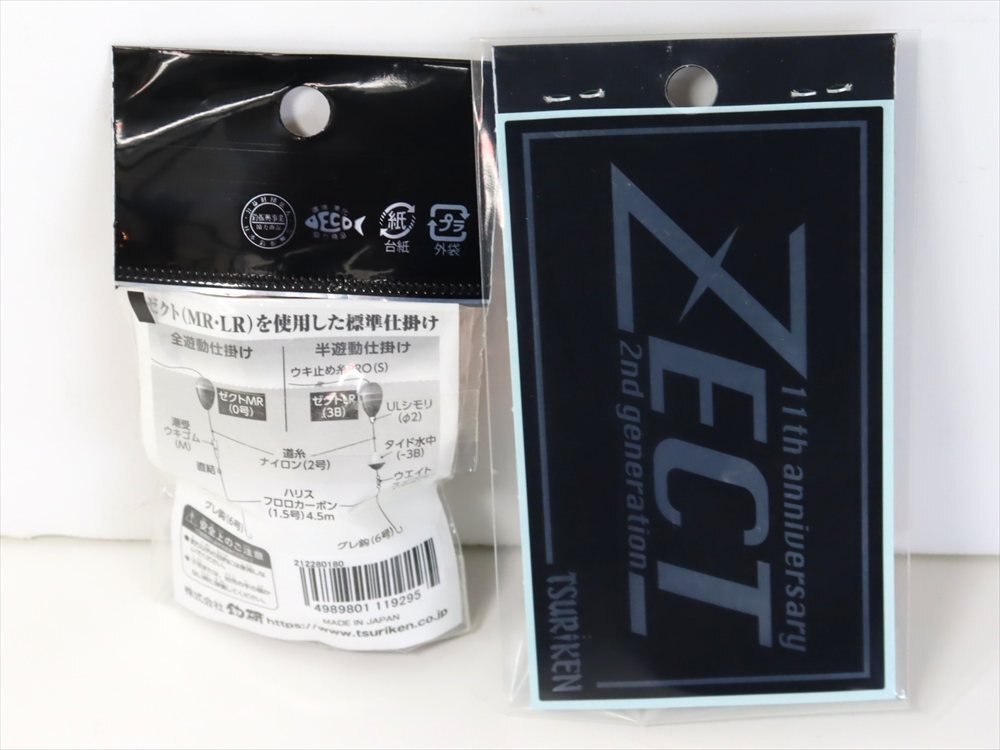 紙
台紙
プラ
外袋
ECO
ゼクト(MR・LR)を使用した標準仕掛け
全遊動仕掛け
半遊動仕掛け
ウキ止め糸PRO(S)
ゼクトMR
(0号)
ゼクトLR
(3B)
ULシモリ
(φ2)
潮受
ウキゴム
(M)
道糸
ナイロン(2号)
タイド水中
(-3B)
直結
ウエイト
ハリス
フロロカーボン
(1.5号)4.5m
グレ鈎(6号)
グレ鈎(6号)
安全上のご注意
212280180
4989801 119295
MADE IN JAPAN
株式会社 釣研 https://www.tsuriken.co.jp
ZECT
11th anniversary
2nd generation
TSURiKEN